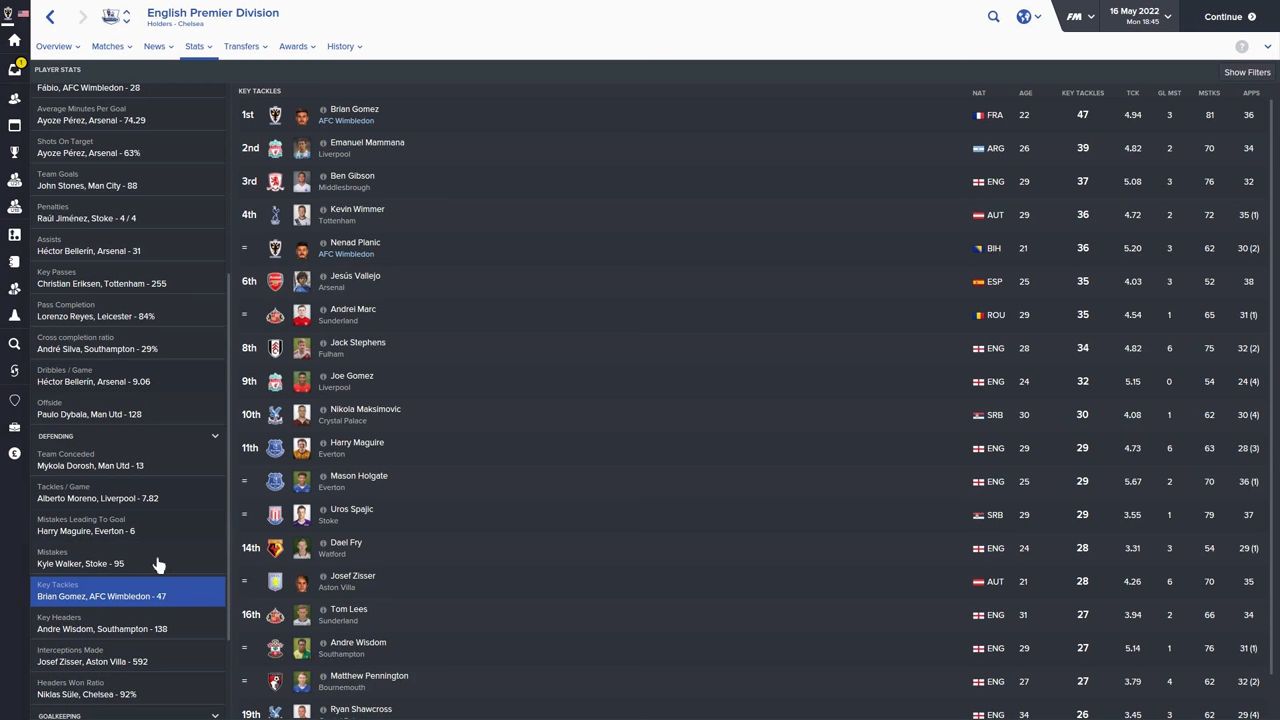 English Premier Division
Holders - Chelsea
FM
16 May 2022
Mon 18:45
Continue
1
Overview
Matches
News
Stats
Transfers
Awards
History
?
PLAYER STATS
Show Filters
Fábio, AFC Wimbledon - 28
Average Minutes Per Goal
Ayoze Pérez, Arsenal - 74.29
Shots On Target
Ayoze Pérez, Arsenal - 63%
Team Goals
John Stones, Man City - 88
Penalties
Raúl Jiménez, Stoke - 4 / 4
Assists
Héctor Bellerín, Arsenal - 31
Key Passes
Christian Eriksen, Tottenham - 255
Pass Completion
Lorenzo Reyes, Leicester - 84%
Cross completion ratio
André Silva, Southampton - 29%
Dribbles / Game
Héctor Bellerín, Arsenal - 9.06
Offside
Paulo Dybala, Man Utd - 128
DEFENDING
Team Conceded
Mykola Dorosh, Man Utd - 13
Tackles / Game
Alberto Moreno, Liverpool - 7.82
Mistakes Leading To Goal
Harry Maguire, Everton - 6
Mistakes
Kyle Walker, Stoke - 95
Key Tackles
Brian Gomez, AFC Wimbledon - 47
Key Headers
Andre Wisdom, Southampton - 138
Interceptions Made
Josef Zisser, Aston Villa - 592
Headers Won Ratio
Niklas Süle, Chelsea - 92%
GOALKEEPING
KEY TACKLES NAT AGE KEY TACKLES TCK GL MST MSTKS APPS
1st Brian Gomez FRA 22 47 4.94 3 81 36
AFC Wimbledon
2nd Emanuel Mammana ARG 26 39 4.82 2 70 34
Liverpool
3rd Ben Gibson ENG 29 37 5.08 3 76 32
Middlesbrough
4th Kevin Wimmer AUT 29 36 4.72 2 72 35 (1)
Tottenham
= Nenad Planic BIH 21 36 5.20 3 62 30 (2)
AFC Wimbledon
6th Jesús Vallejo ESP 25 35 4.03 3 52 38
Arsenal
= Andrei Marc ROU 29 35 4.54 1 65 31 (1)
Sunderland
8th Jack Stephens ENG 28 34 4.82 6 75 32 (2)
Fulham
9th Joe Gomez ENG 24 32 5.15 0 54 24 (4)
Liverpool
10th Nikola Maksimovic SRB 30 30 4.08 1 62 30 (4)
Crystal Palace
11th Harry Maguire ENG 29 29 4.73 6 63 28 (3)
Everton
= Mason Holgate ENG 25 29 5.67 2 70 36 (1)
Everton
= Uros Spajic SRB 29 29 3.55 1 79 37
Stoke
14th Dael Fry ENG 24 28 3.31 3 54 29 (1)
Watford
= Josef Zisser AUT 21 28 4.26 6 70 35
Aston Villa
16th Tom Lees ENG 31 27 3.94 2 66 34
Sunderland
= Andre Wisdom ENG 29 27 5.14 1 76 31 (1)
Southampton
= Matthew Pennington ENG 27 27 3.79 4 62 32 (2)
Bournemouth
19th Ryan Shawcross ENG 34 26 3.45 3 64 29 (4)